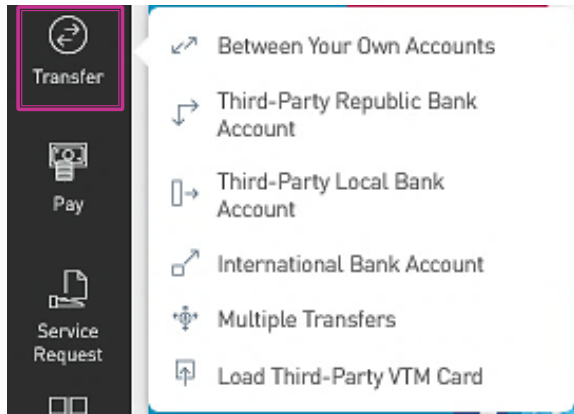 Transfer
Pay
Service
Request
Between Your Own Accounts
Third-Party Republic Bank
Account
Third-Party Local Bank
Account
International Bank Account
Multiple Transfers
Load Third-Party VTM Card